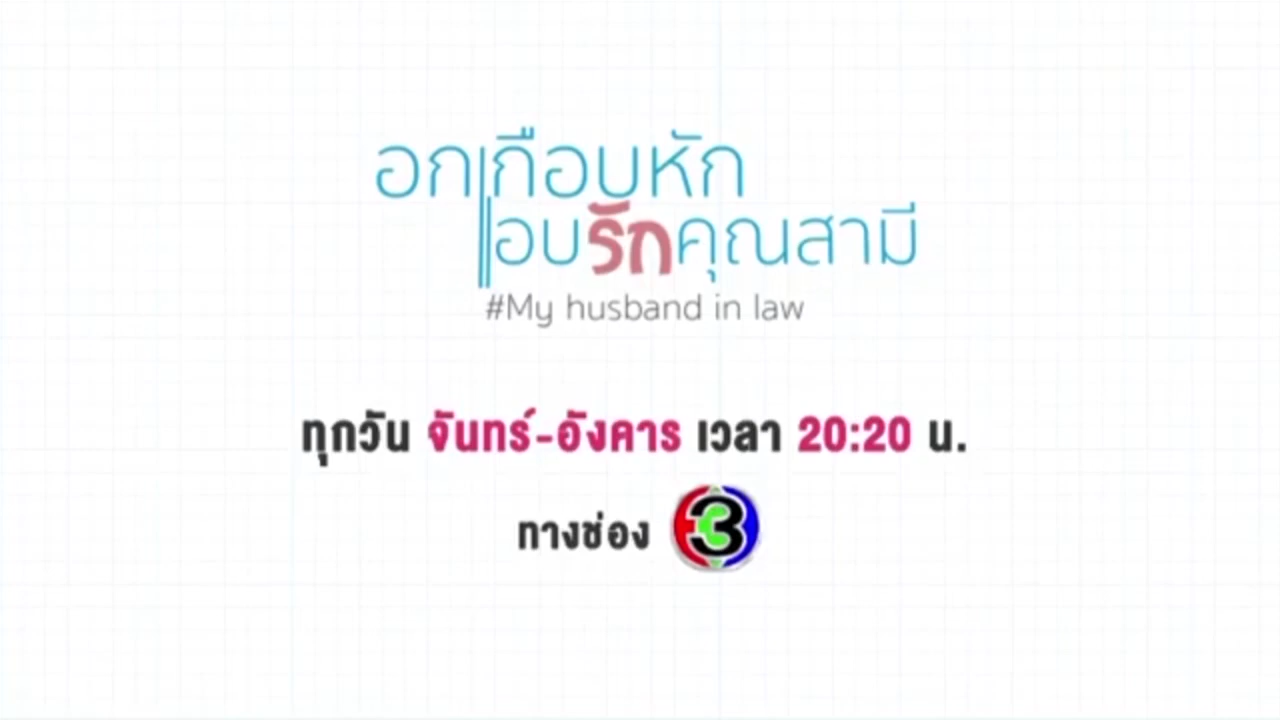 อกเกือบหัก
แอบรักคุณสามี
#My husband in law
ทุกวัน จันทร์-อังคาร เวลา 20:20 น.
ทางช่อง 3